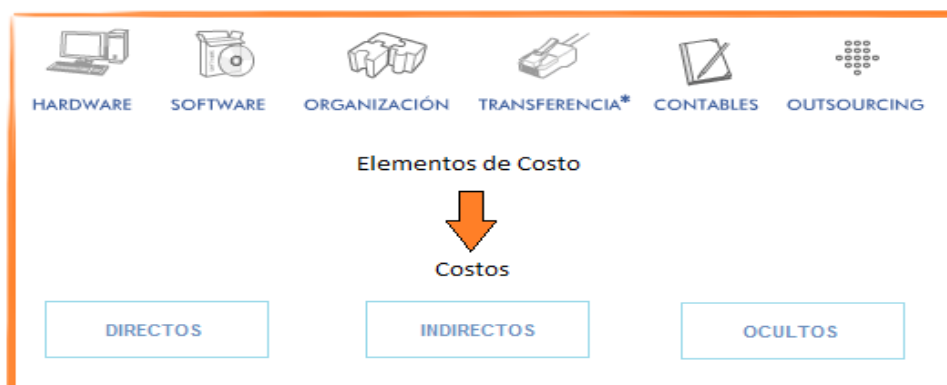 HARDWARE SOFTWARE ORGANIZACIÓN TRANSFERENCIA* CONTABLES OUTSOURCING
Elementos de Costo
Costos
DIRECTOS INDIRECTOS OCULTOS